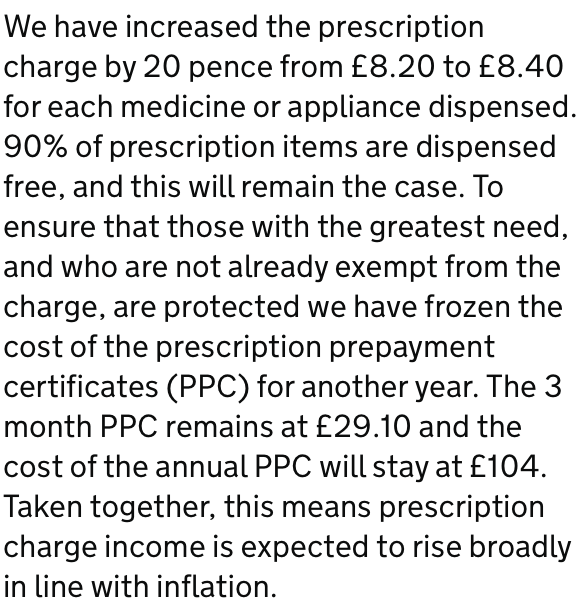 We have increased the prescription
charge by 20 pence from £8.20 to £8.40
for each medicine or appliance dispensed.
90% of prescription items are dispensed
free, and this will remain the case. To
ensure that those with the greatest need,
and who are not already exempt from the
charge, are protected we have frozen the
cost of the prescription prepayment
certificates (PPC) for another year. The 3
month PPC remains at £29.10 and the
cost of the annual PPC will stay at £104.
Taken together, this means prescription
charge income is expected to rise broadly
in line with inflation.